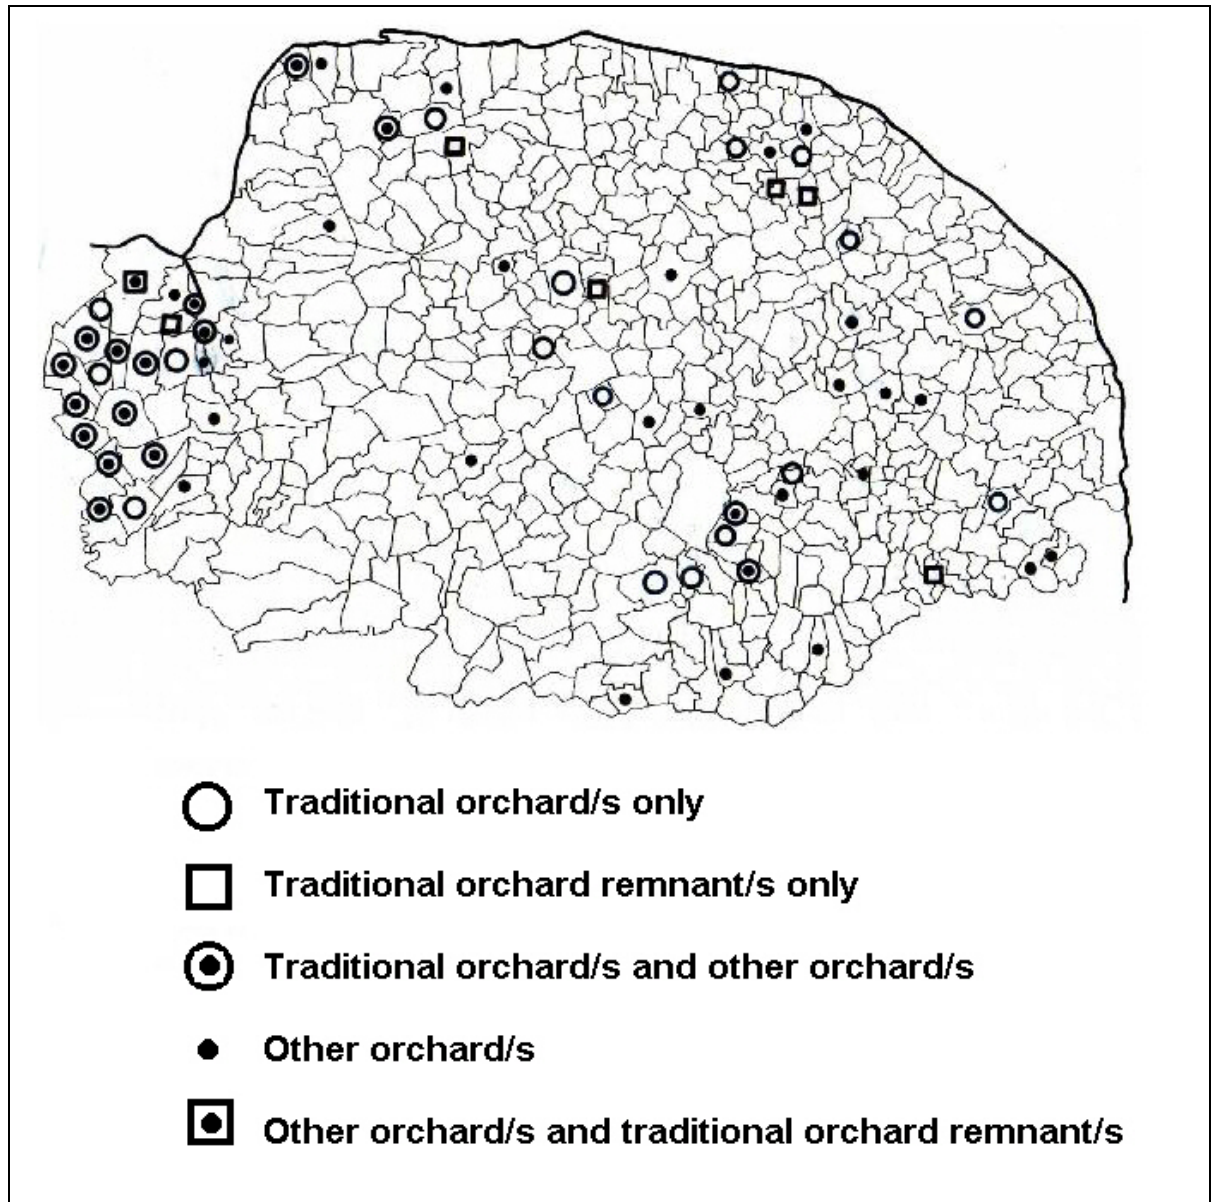 Traditional orchard/s only
Traditional orchard remnant/s only
Traditional orchard/s and other orchard/s
Other orchard/s
Other orchard/s and traditional orchard remnant/s